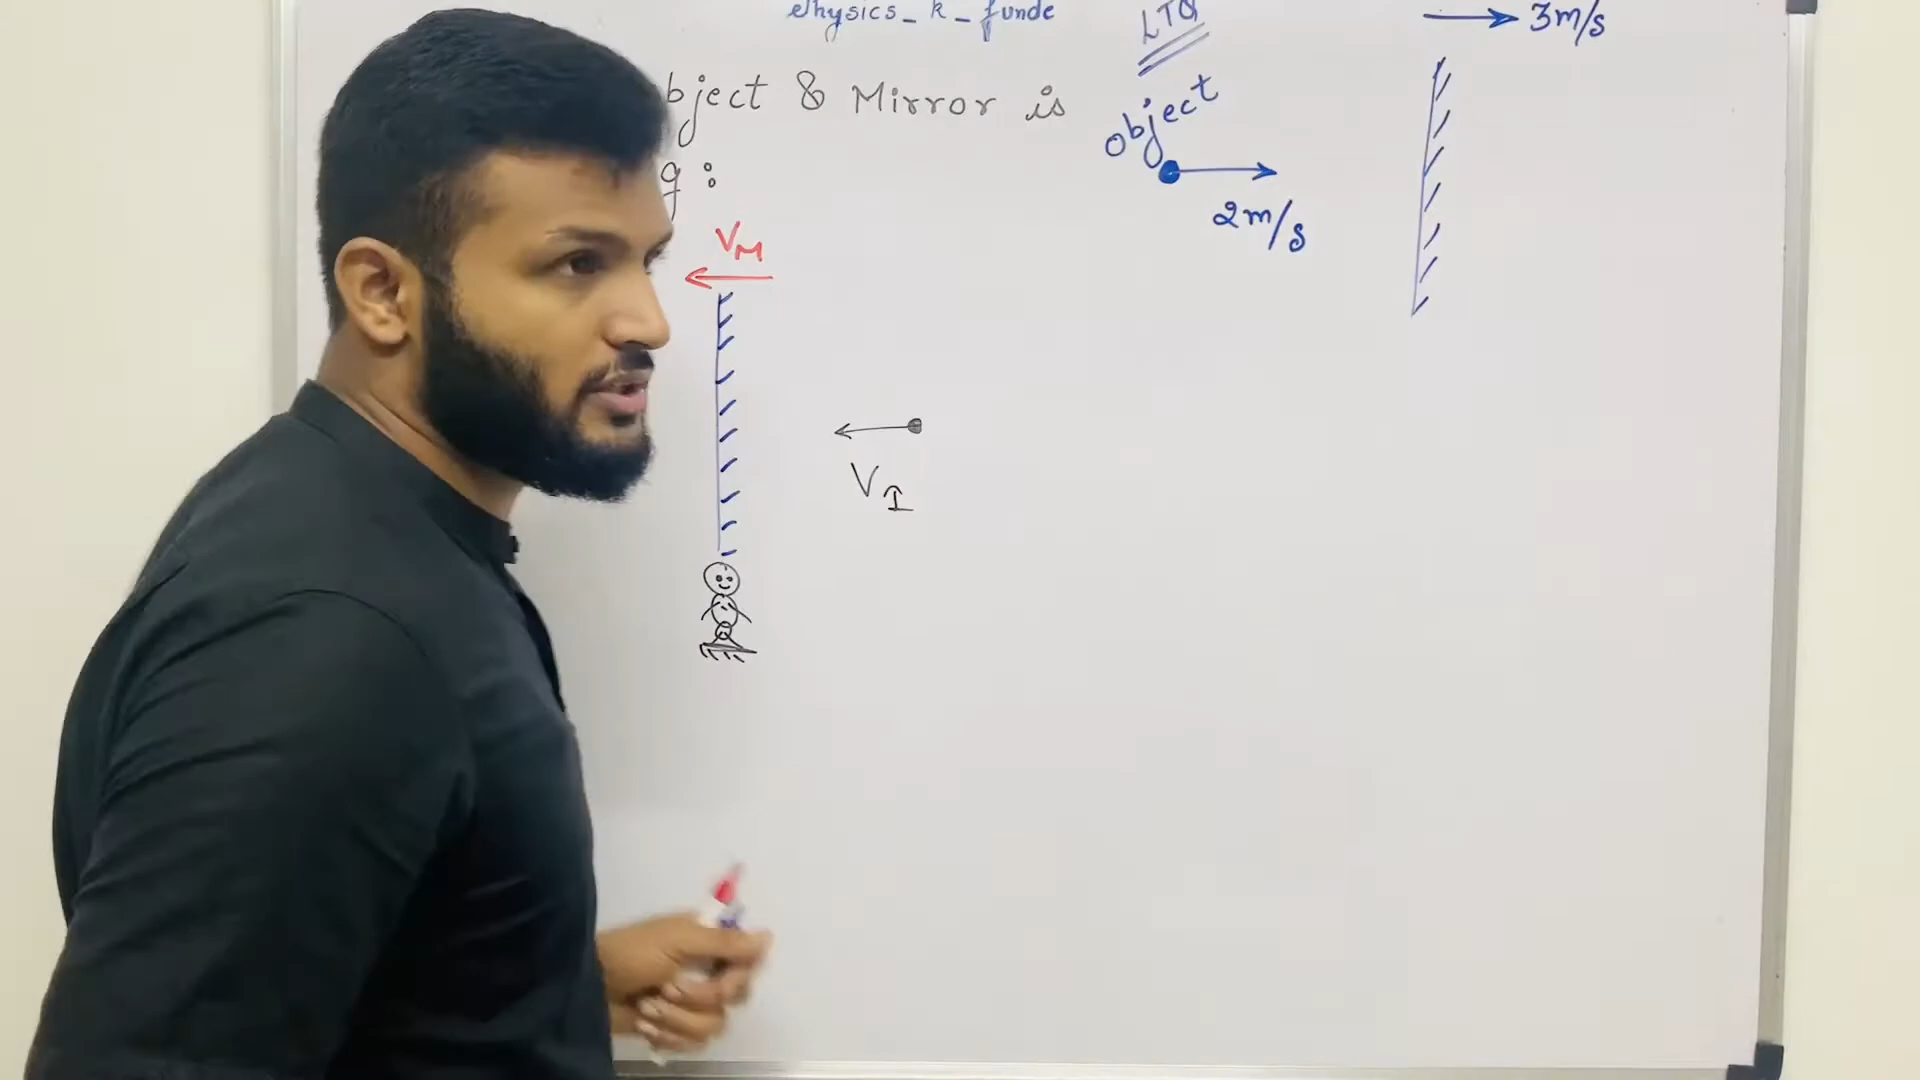 Physics_k_funde
bject & Mirror is
g :
V_M
V_I
LTQ
object
2m/s
3m/s